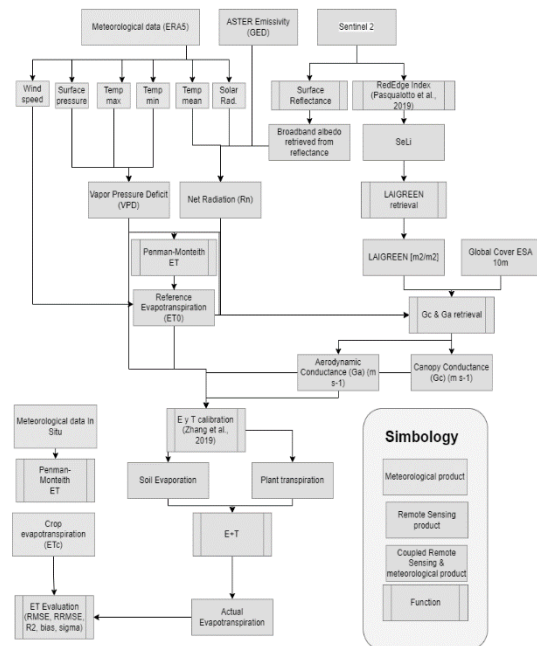 Meteorological data (ERA5)
ASTER Emissivity
(GED)
Sentinel 2
Wind
speed
Surface
pressure
Temp
max
Temp
min
Temp
mean
Solar
Rad.
Surface
Reflectance
RedEdge Index
(Pasqualotto et al.,
2019)
Broadband albedo
retrieved from
reflectance
SeLi
Vapor Pressure Deficit
(VPD)
Net Radiation (Rn)
LAIGREEN
retrieval
Penman-Monteith
ET
LAIGREEN [m2/m2]
Global Cover ESA
10m
Reference
Evapotranspiration
(ET0)
Gc & Ga retrieval
Aerodynamic
Conductance (Ga) (m
s-1)
Canopy Conductance
(Gc) (m s-1)
Meteorological data In
Situ
E y T calibration
(Zhang et al.,
2019)
Penman-
Monteith
ET
Soil Evaporation
Plant transpiration
Crop
evapotranspiration
(ETc)
E+T
ET Evaluation
(RMSE, RRMSE,
R2, bias, sigma)
Actual
Evapotranspiration
Simbology
Meteorological product
Remote Sensing
product
Coupled Remote
Sensing &
meteorological product
Function